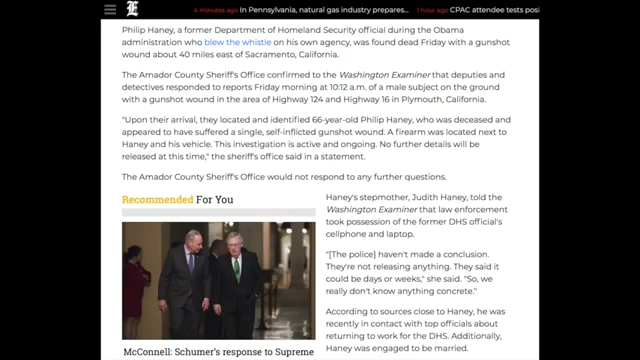 E
4 minutes ago In Pennsylvania, natural gas industry prepares...
1 hour ago CPAC attendee tests posi
Philip Haney, a former Department of Homeland Security official during the Obama
administration who blew the whistle on his own agency, was found dead Friday with a gunshot
wound about 40 miles east of Sacramento, California.
The Amador County Sheriff's Office confirmed to the Washington Examiner that deputies and
detectives responded to reports Friday morning at 10:12 a.m. of a male subject on the ground
with a gunshot wound in the area of Highway 124 and Highway 16 in Plymouth, California.
"Upon their arrival, they located and identified 66-year-old Philip Haney, who was deceased and
appeared to have suffered a single, self-inflicted gunshot wound. A firearm was located next to
Haney and his vehicle. This investigation is active and ongoing. No further details will be
released at this time," the sheriff's office said in a statement.
The Amador County Sheriff's Office would not respond to any further questions.
Recommended For You
McConnell: Schumer's response to Supreme
Haney's stepmother, Judith Haney, told the
Washington Examiner that law enforcement
took possession of the former DHS official's
cellphone and laptop.
"[The police] haven't made a conclusion.
They're not releasing anything. They said it
could be days or weeks," she said. "So, we
really don't know anything concrete."
According to sources close to Haney, he was
recently in contact with top officials about
returning to work for the DHS. Additionally,
Haney was engaged to be married.